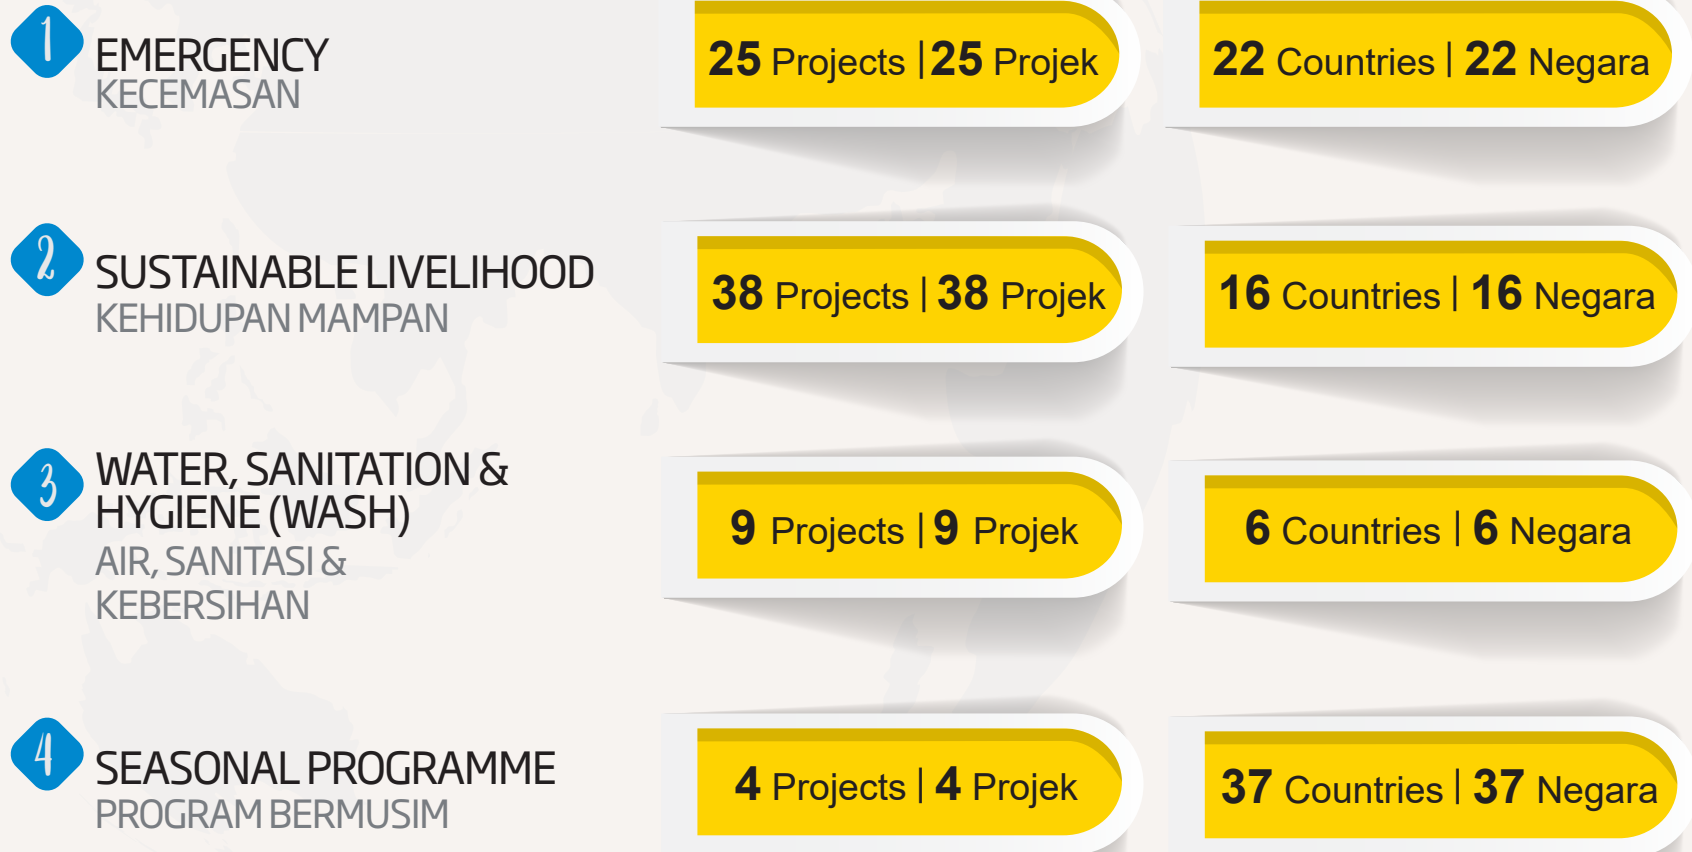 1
EMERGENCY
KECEMASAN
25 Projects | 25 Projek
22 Countries | 22 Negara
2
SUSTAINABLE LIVELIHOOD
KEHIDUPAN MAMPAN
38 Projects | 38 Projek
16 Countries | 16 Negara
3
WATER, SANITATION &
HYGIENE (WASH)
AIR, SANITASI &
KEBERSIHAN
9 Projects | 9 Projek
6 Countries | 6 Negara
4
SEASONAL PROGRAMME
PROGRAM BERMUSIM
4 Projects | 4 Projek
37 Countries | 37 Negara